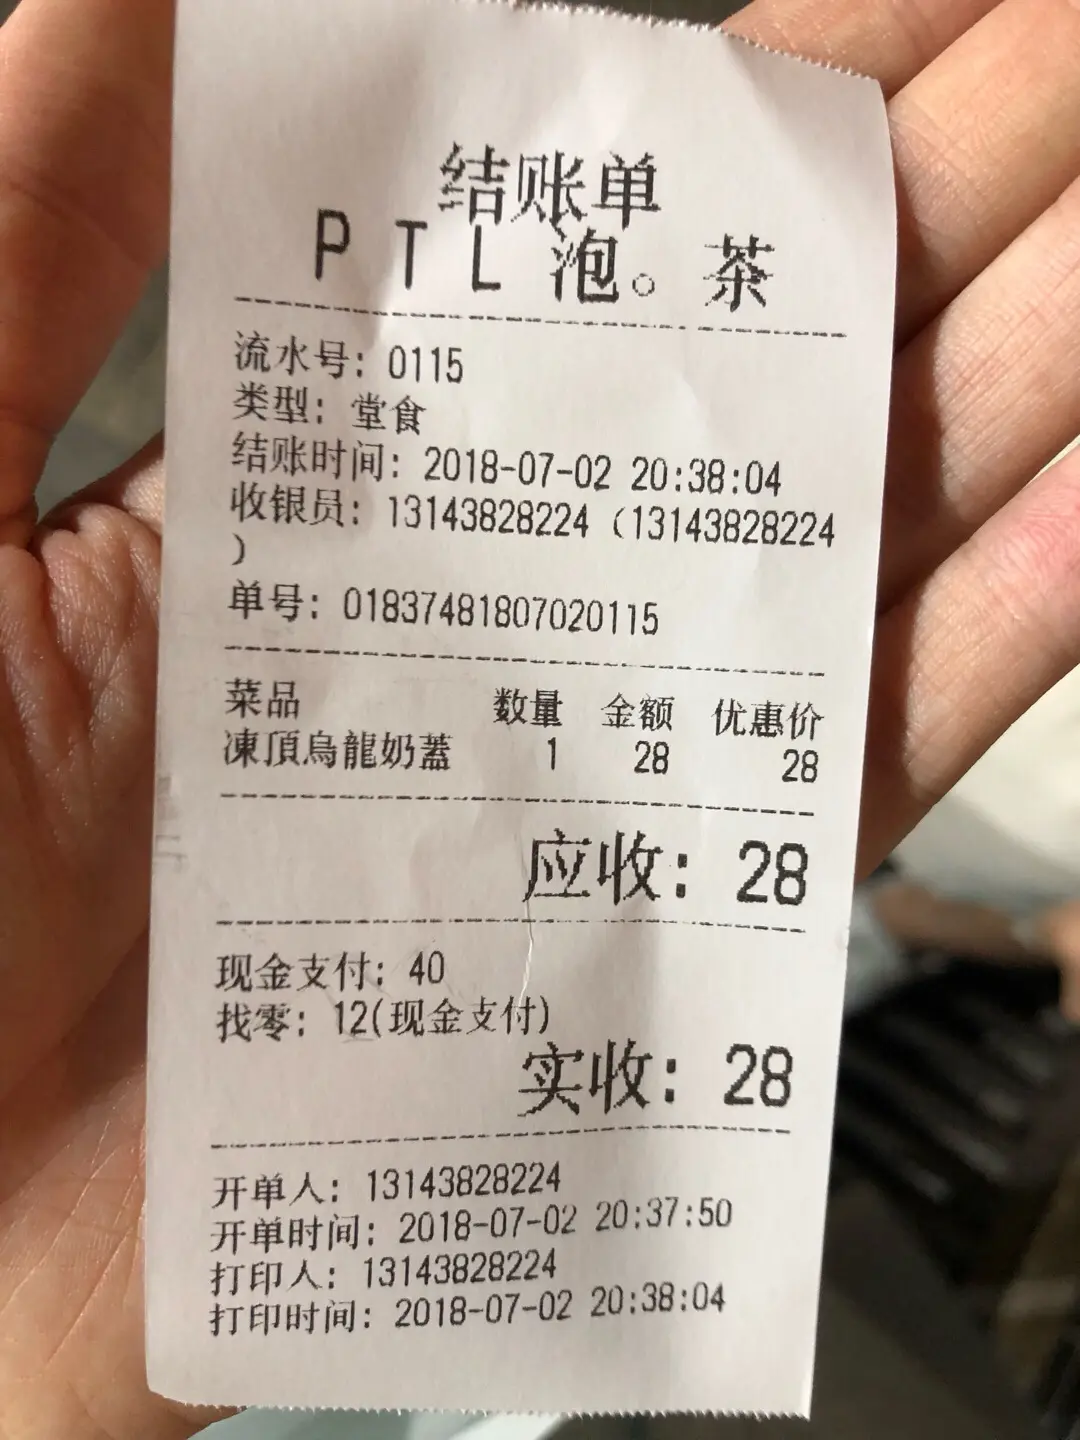 结账单
PTL泡。茶
流水号: 0115
类型: 堂食
结账时间: 2018-07-02 20:38:04
收银员: 13143828224 (13143828224
)
单号: 01837481807020115
菜品 数量 金额 优惠价
凍頂烏龍奶蓋 1 28 28
应收: 28
现金支付: 40
找零: 12(现金支付)
实收: 28
开单人: 13143828224
开单时间: 2018-07-02 20:37:50
打印人: 13143828224
打印时间: 2018-07-02 20:38:04